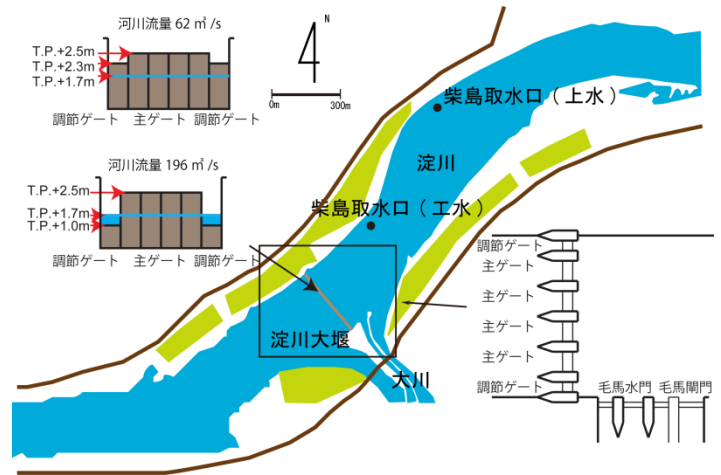 河川流量 62 ㎥ /s
T.P.+2.5m
T.P.+2.3m
T.P.+1.7m
調節ゲート 主ゲート 調節ゲート
河川流量 196 ㎥ /s
T.P.+2.5m
T.P.+1.7m
T.P.+1.0m
調節ゲート 主ゲート 調節ゲート
0m 300m
柴島取水口（上水）
淀川
柴島取水口（工水）
淀川大堰
大川
調節ゲート
主ゲート
主ゲート
主ゲート
主ゲート
調節ゲート
毛馬水門 毛馬閘門